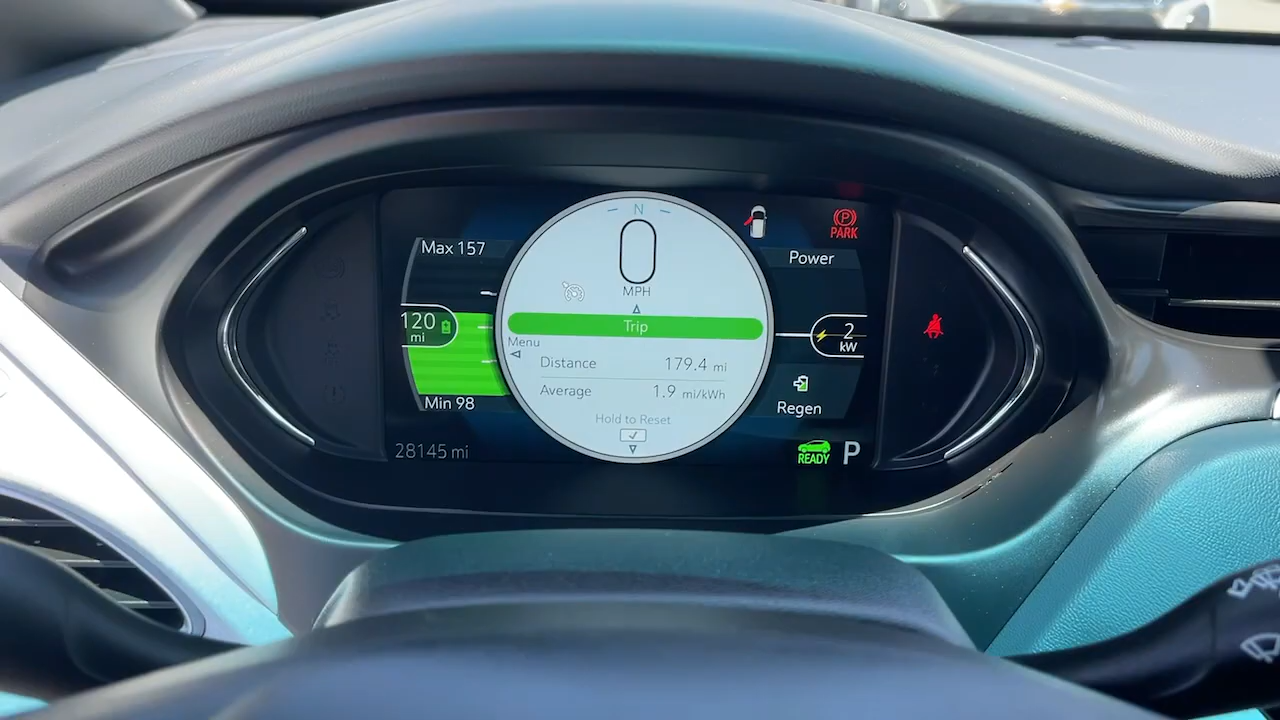 N
0
MPH
Max 157
120
mi
Min 98
28145 mi
Trip
Menu
Distance 179.4 mi
Average 1.9 mi/kWh
Hold to Reset
P
PARK
Power
2
kW
Regen
READY P